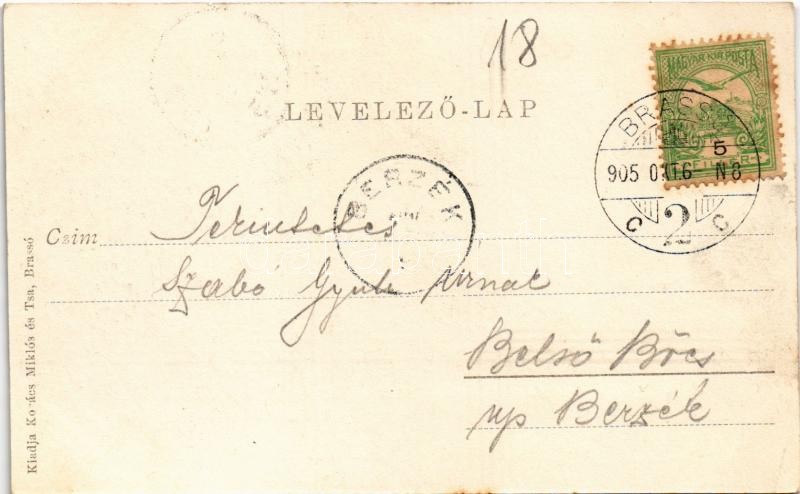 18
MAGYAR KIR. POSTA
5
FILLÉR
LEVELEZŐ-LAP
BRASSÓ
905 OKT.6 N8
C 2 C
BERZÉK
Czim Tekintetes
Szabó Gyula úrnak
Belső Bőcs
up Berzék
Kiadja Kovács Miklós és Tsa, Brassó